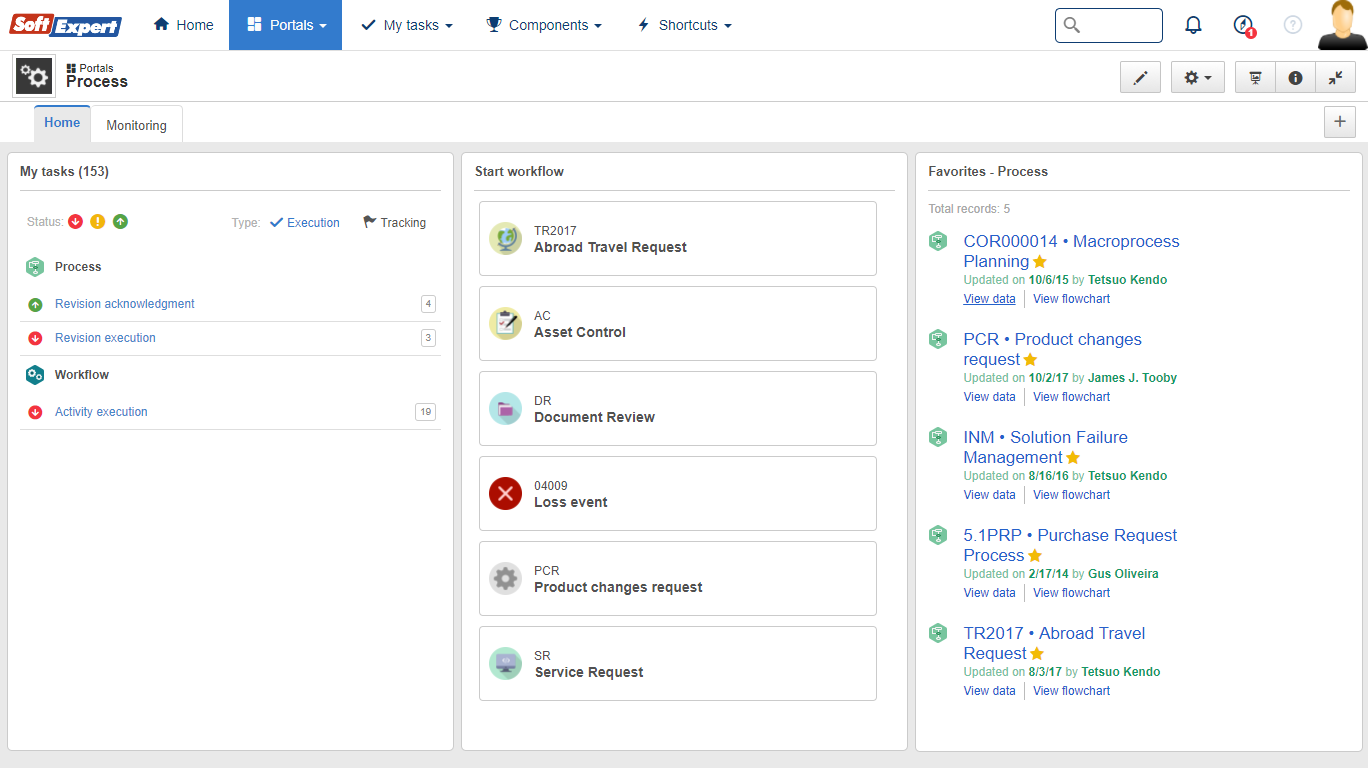 Soft Expert
Home
Portals
My tasks
Components
Shortcuts
1
?
Portals
Process
Home
Monitoring
+
My tasks (153)
Status:
Type: Execution Tracking
Process
Revision acknowledgment 4
Revision execution 3
Workflow
Activity execution 19
Start workflow
TR2017
Abroad Travel Request
AC
Asset Control
DR
Document Review
04009
Loss event
PCR
Product changes request
SR
Service Request
Favorites - Process
Total records: 5
COR000014 • Macroprocess
Planning
Updated on 10/6/15 by Tetsuo Kendo
View data View flowchart
PCR • Product changes
request
Updated on 10/2/17 by James J. Tooby
View data View flowchart
INM • Solution Failure
Management
Updated on 8/16/16 by Tetsuo Kendo
View data View flowchart
5.1PRP • Purchase Request
Process
Updated on 2/17/14 by Gus Oliveira
View data View flowchart
TR2017 • Abroad Travel
Request
Updated on 8/3/17 by Tetsuo Kendo
View data View flowchart